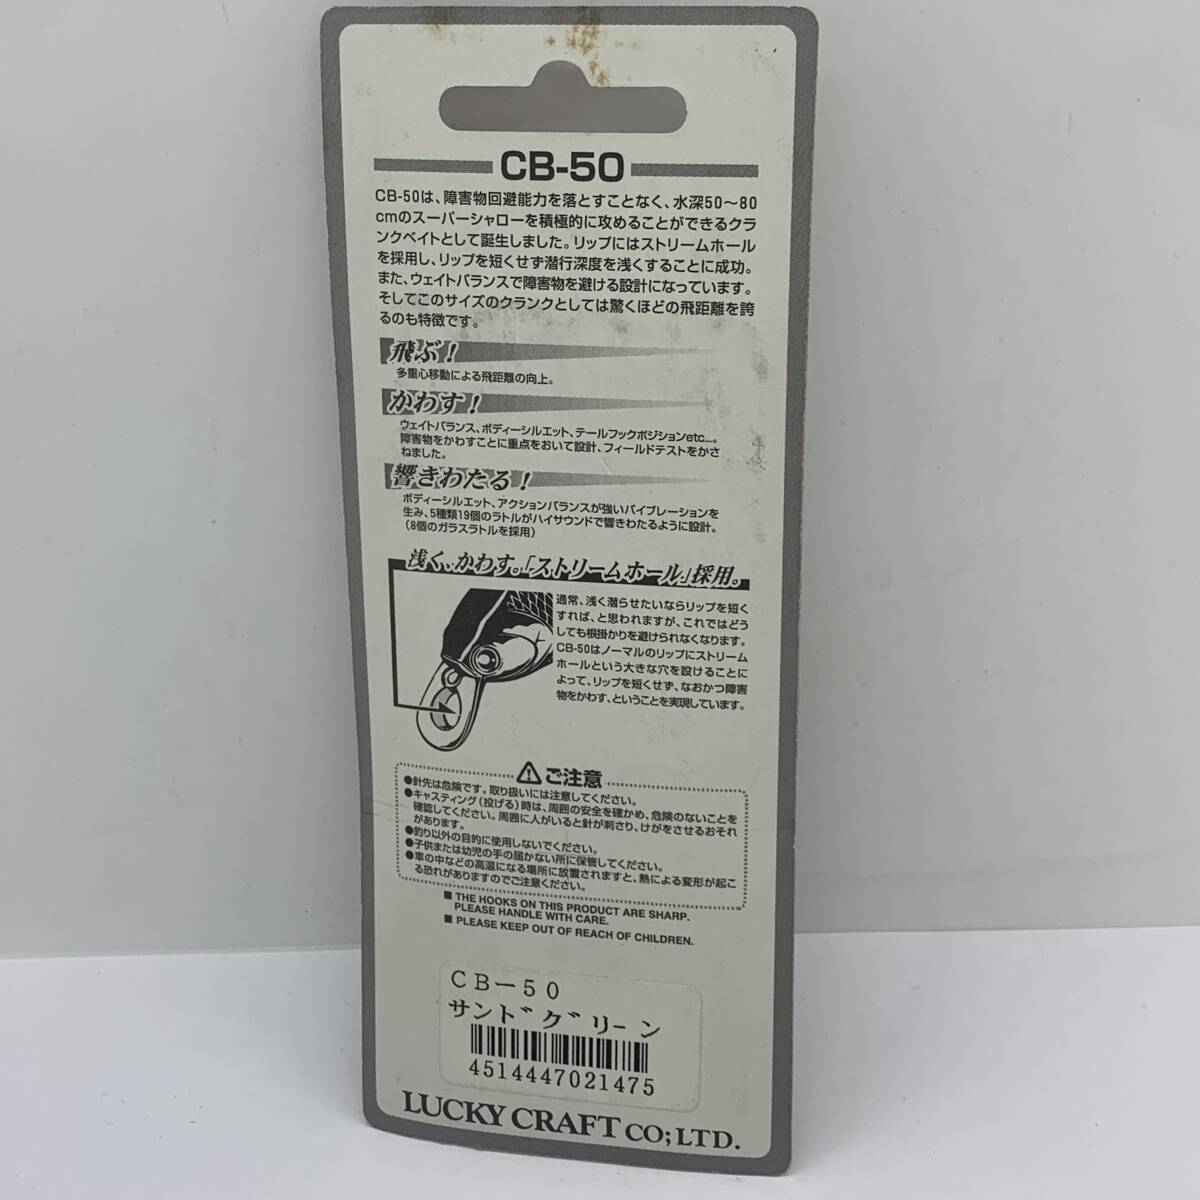 CB-50
CB-50は、障害物回避能力を落とすことなく、水深50〜80
cmのスーパーシャローを積極的に攻めることができるクラ
ンクベイトとして誕生しました。リップにはストリームホール
を採用し、リップを短くせず潜行深度を浅くすることに成功。
また、ウェイトバランスで障害物を避ける設計になっています。
そしてこのサイズのクランクとしては驚くほどの飛距離を誇
るのも特徴です。
飛ぶ!
多重心移動による飛距離の向上。
かわす!
ウェイトバランス、ボディーシルエット、テールフックポジションetc...。
障害物をかわすことに重点をおいて設計、フィールドテストをかさ
ねました。
響きわたる!
ボディーシルエット、アクションバランスが強いバイブレーションを
生み、5種類19個のラトルがハイサウンドで響きわたるように設計。
(8個のガラスラトルを採用)
浅く、かわす。「ストリームホール」採用。
通常、浅く潜らせたいならリップを短く
すれば、と思われますが、これではどう
しても根掛かりを避けられなくなります。
CB-50はノーマルのリップにストリーム
ホールという大きな穴を設けることに
よって、リップを短くせず、なおかつ障害
物をかわす、ということを実現しています。
ご注意
●針先は危険です。取り扱いには注意してください。
●キャスティング(投げる)時は、周囲の安全を確かめ、危険のないことを
確認してください。周囲に人がいると針が刺さり、けがをさせるおそれ
があります。
●釣り以外の目的に使用しないでください。
●子供または幼児の手の届かない所に保管してください。
●車の中などの高温になる場所に放置されますと、熱による変形が起こ
る恐れがありますのでご注意ください。
■ THE HOOKS ON THIS PRODUCT ARE SHARP.
PLEASE HANDLE WITH CARE.
■ PLEASE KEEP OUT OF REACH OF CHILDREN.
CB－50
サント゛ク゛リーン
4514447021475
LUCKY CRAFT CO;LTD.